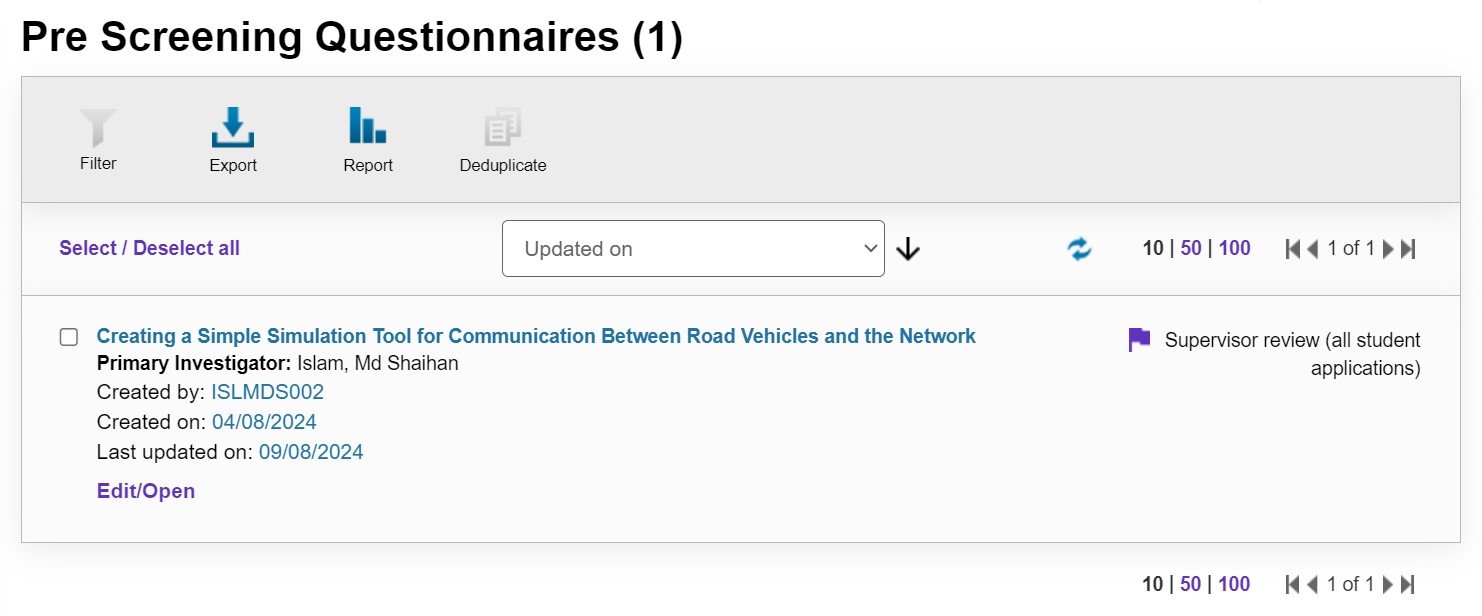 Pre Screening Questionnaires (1)
Filter
Export
Report
Deduplicate
Select / Deselect all
Updated on
10 | 50 | 100
1 of 1
Creating a Simple Simulation Tool for Communication Between Road Vehicles and the Network
Primary Investigator: Islam, Md Shaihan
Created by: ISLMDS002
Created on: 04/08/2024
Last updated on: 09/08/2024
Edit/Open
Supervisor review (all student
applications)
10 | 50 | 100
1 of 1